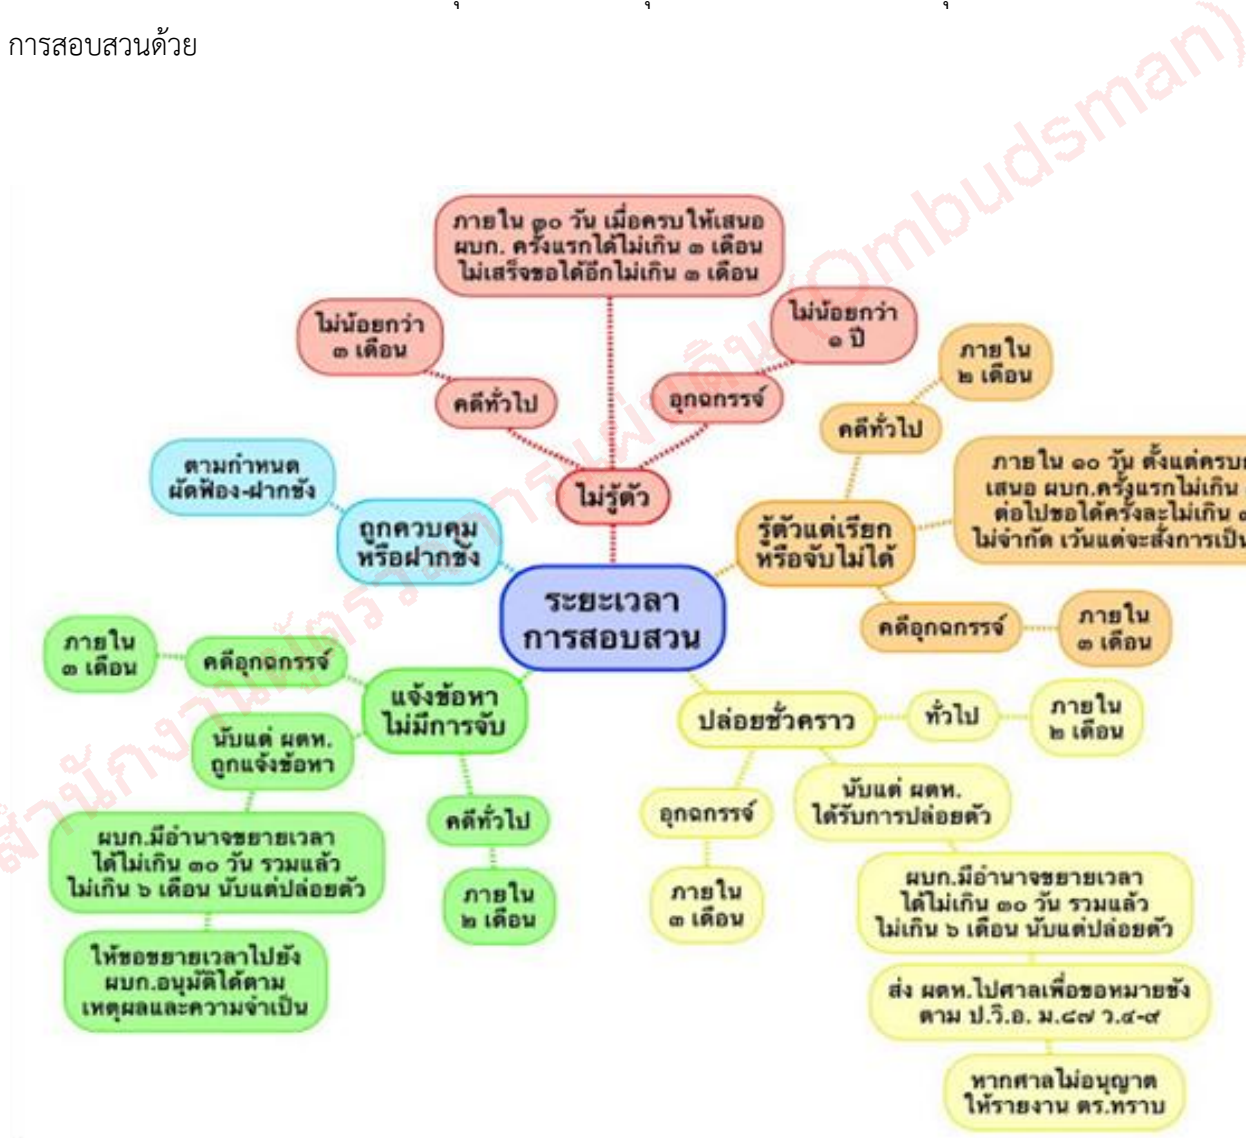 การสอบสวนด้วย
ภายใน ๓๐ วัน เมื่อครบให้เสนอ
ผบก. ครั้งแรกได้ไม่เกิน ๓ เดือน
ไม่เสร็จขอได้อีกไม่เกิน ๓ เดือน
ไม่น้อยกว่า
๓ เดือน
ไม่น้อยกว่า
๑ ปี
คดีทั่วไป
อุกฉกรรจ์
ไม่รู้ตัว
ภายใน
๒ เดือน
คดีทั่วไป
ภายใน ๑๐ วัน ตั้งแต่ครบ
เสนอ ผบก.ครั้งแรกไม่เกิน
ต่อไปขอได้ครั้งละไม่เกิน
ไม่จำกัด เว้นแต่จะสั่งการเป็น
รู้ตัวแต่เรียก
หรือจับไม่ได้
คดีอุกฉกรรจ์
ภายใน
๓ เดือน
ตามกำหนด
ผัดฟ้อง-ฝากขัง
ถูกควบคุม
หรือฝากขัง
ระยะเวลา
การสอบสวน
ภายใน
๓ เดือน
คดีอุกฉกรรจ์
แจ้งข้อหา
ไม่มีการจับ
นับแต่ ผตห.
ถูกแจ้งข้อหา
ผบก.มีอำนาจขยายเวลา
ได้ไม่เกิน ๓๐ วัน รวมแล้ว
ไม่เกิน ๖ เดือน นับแต่ปล่อยตัว
ให้ขอขยายเวลาไปยัง
ผบก.อนุมัติได้ตาม
เหตุผลและความจำเป็น
คดีทั่วไป
ภายใน
๒ เดือน
ปล่อยชั่วคราว
ทั่วไป
ภายใน
๒ เดือน
อุกฉกรรจ์
ภายใน
๓ เดือน
นับแต่ ผตห.
ได้รับการปล่อยตัว
ผบก.มีอำนาจขยายเวลา
ได้ไม่เกิน ๓๐ วัน รวมแล้ว
ไม่เกิน ๖ เดือน นับแต่ปล่อยตัว
ส่ง ผตห.ไปศาลเพื่อขอหมายขัง
ตาม ป.วิ.อ. ม.๘๗ ว.๔-๙
หากศาลไม่อนุญาต
ให้รายงาน ตร.ทราบ
สำนักงานผู้ตรวจการแผ่นดิน (Ombudsman)